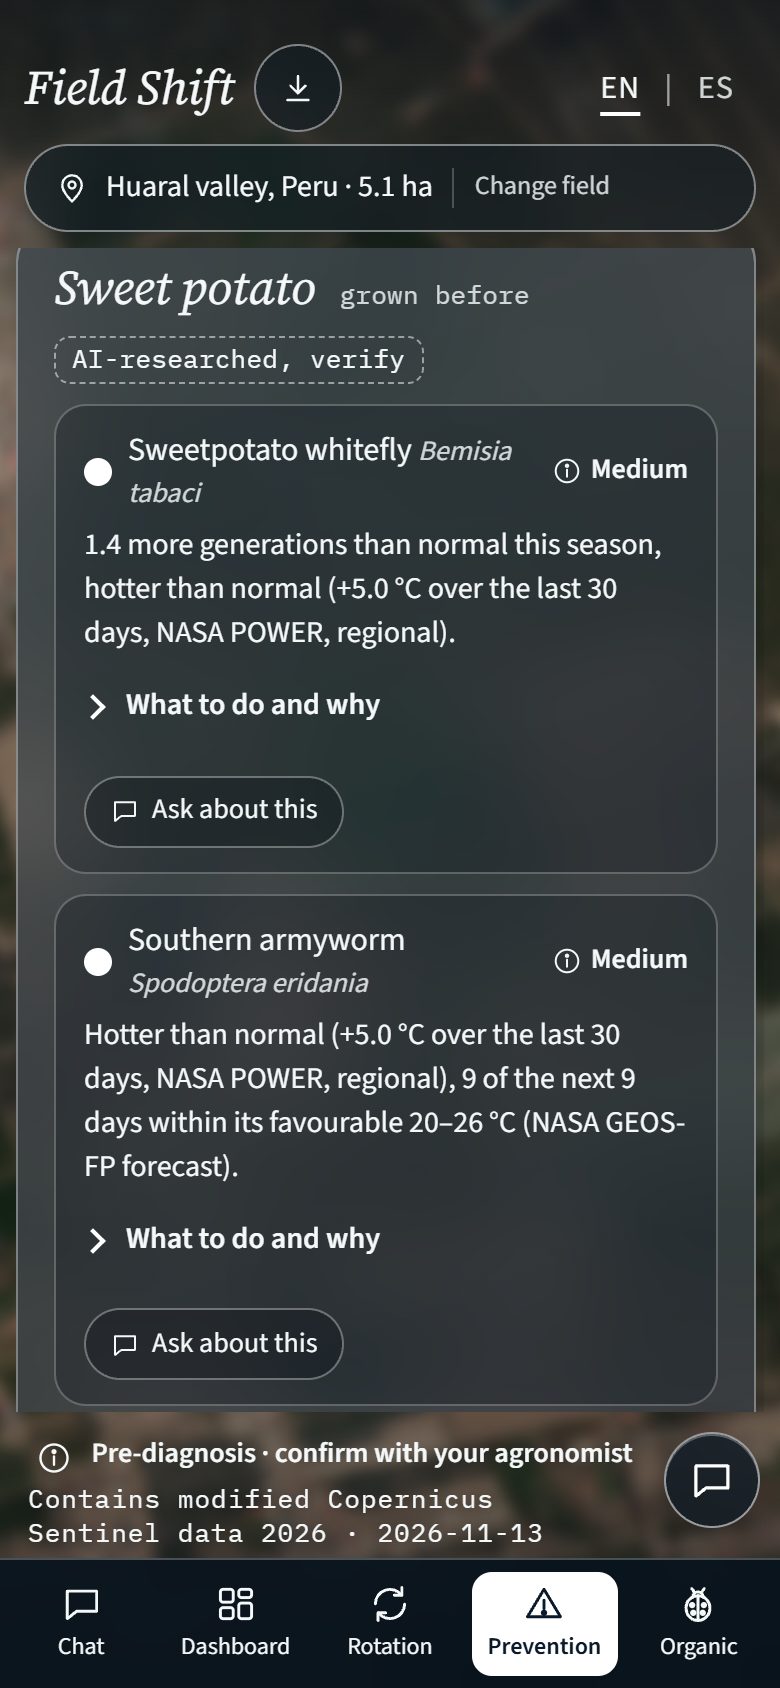 Field Shift
EN | ES
Huaral valley, Peru · 5.1 ha | Change field
Sweet potato grown before
AI-researched, verify
Sweetpotato whitefly Bemisia
tabaci
Medium
1.4 more generations than normal this season,
hotter than normal (+5.0 °C over the last 30
days, NASA POWER, regional).
What to do and why
Ask about this
Southern armyworm
Spodoptera eridania
Medium
Hotter than normal (+5.0 °C over the last 30
days, NASA POWER, regional), 9 of the next 9
days within its favourable 20–26 °C (NASA GEOS-
FP forecast).
What to do and why
Ask about this
Pre-diagnosis · confirm with your agronomist
Contains modified Copernicus
Sentinel data 2026 · 2026-11-13
Chat
Dashboard
Rotation
Prevention
Organic